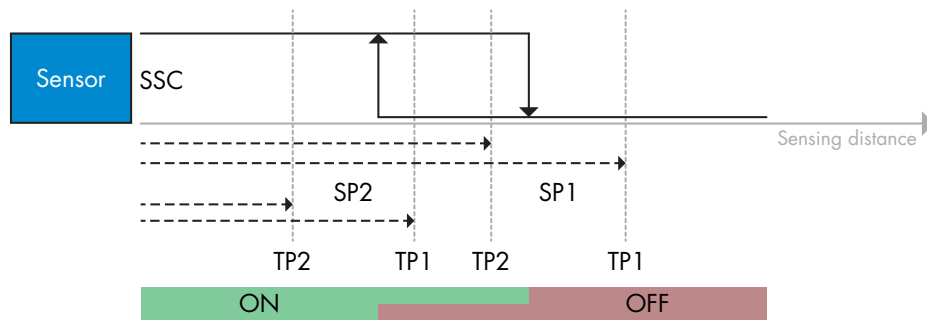 Sensor
SSC
Sensing distance
SP2
SP1
TP2
TP1
TP2
TP1
ON
OFF